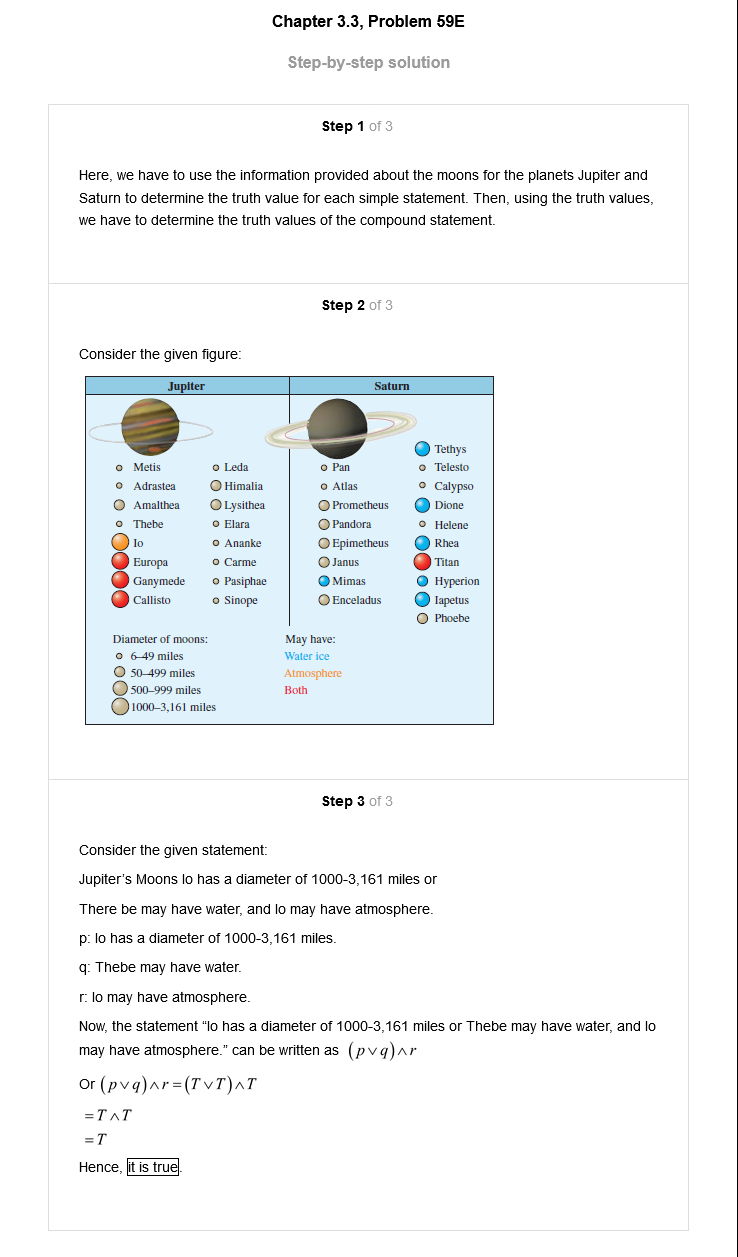 Chapter 3.3, Problem 59E
Step-by-step solution
Step 1 of 3
Here, we have to use the information provided about the moons for the planets Jupiter and
Saturn to determine the truth value for each simple statement. Then, using the truth values,
we have to determine the truth values of the compound statement.
Step 2 of 3
Consider the given figure:
Jupiter
Saturn
Metis
Adrastea
Amalthea
Thebe
Io
Europa
Ganymede
Callisto
Leda
Himalia
Lysithea
Elara
Ananke
Carme
Pasiphae
Sinope
Pan
Atlas
Prometheus
Pandora
Epimetheus
Janus
Mimas
Enceladus
Tethys
Telesto
Calypso
Dione
Helene
Rhea
Titan
Hyperion
Iapetus
Phoebe
Diameter of moons:
6–49 miles
50–499 miles
500–999 miles
1000–3,161 miles
May have:
Water ice
Atmosphere
Both
Step 3 of 3
Consider the given statement:
Jupiter's Moons Io has a diameter of 1000-3,161 miles or
There be may have water, and Io may have atmosphere.
p: Io has a diameter of 1000-3,161 miles.
q: Thebe may have water.
r: Io may have atmosphere.
Now, the statement “Io has a diameter of 1000-3,161 miles or Thebe may have water, and Io
may have atmosphere.” can be written as (p∨q)∧r
Or (p∨q)∧r=(T∨T)∧T
=T∧T
=T
Hence, it is true.